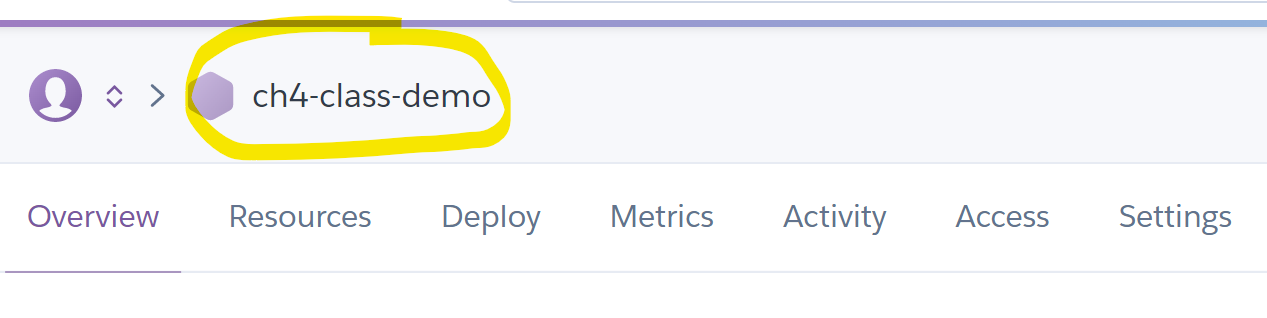 ch4-class-demo
Overview Resources Deploy Metrics Activity Access Settings